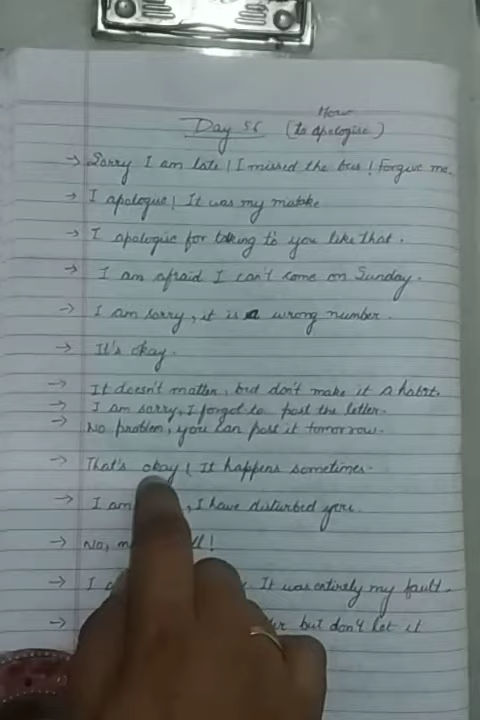 How
Day 56 (to apologise)
→ Sorry I am late! I missed the bus! Forgive me.
→ I apologise! It was my mistake
→ I apologise for talking to you like that.
→ I am afraid I can't come on Sunday.
→ I am sorry, it is a wrong number.
→ It's okay.
→ It doesn't matter, but don't make it a habit.
→ I am sorry, I forgot to post the letter.
→ No problem, you can post it tomorrow.
→ That's okay! It happens sometimes.
→ I am , I have disturbed you.
→ No, !
→ I . It was entirely my fault.
→ but don't let it